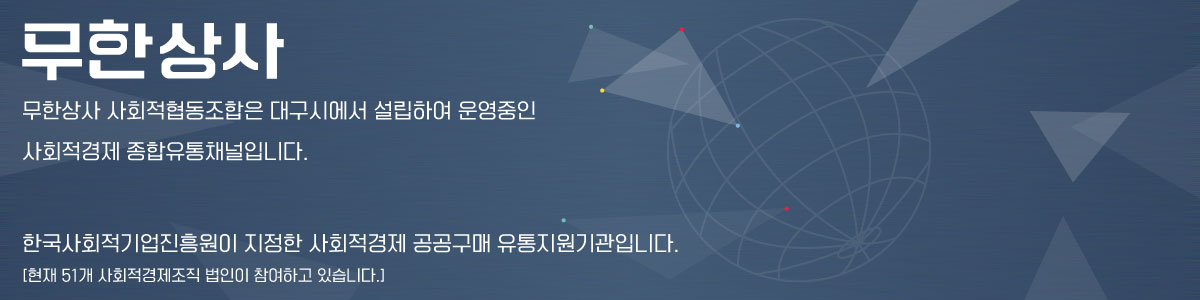 무한상사
무한상사 사회적협동조합은 대구시에서 설립하여 운영중인
사회적경제 종합유통채널입니다.
한국사회적기업진흥원이 지정한 사회적경제 공공구매 유통지원기관입니다.
[현재 51개 사회적경제조직 법인이 참여하고 있습니다.]